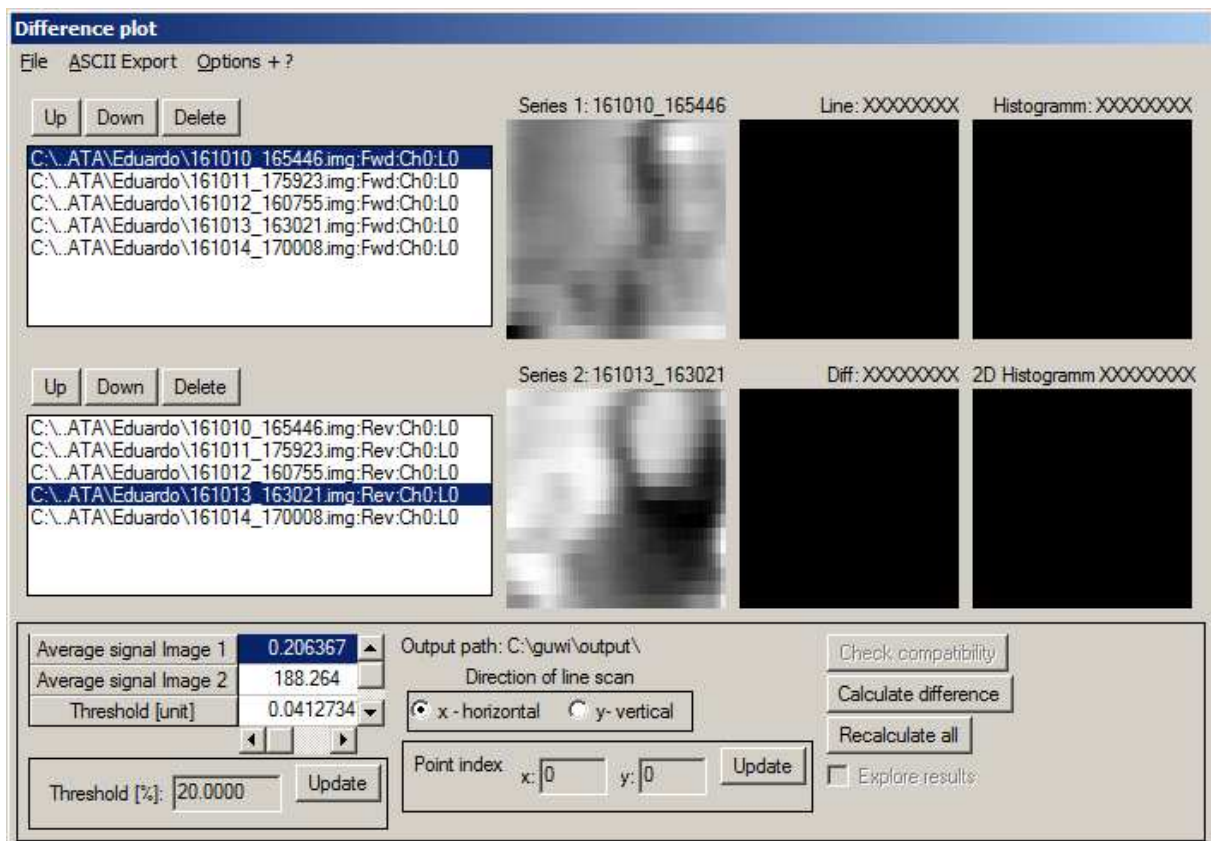 Difference plot
File ASCII Export Options + ?
Up Down Delete
C:\..ATA\Eduardo\161010_165446.img:Fwd:Ch0:L0
C:\..ATA\Eduardo\161011_175923.img:Fwd:Ch0:L0
C:\..ATA\Eduardo\161012_160755.img:Fwd:Ch0:L0
C:\..ATA\Eduardo\161013_163021.img:Fwd:Ch0:L0
C:\..ATA\Eduardo\161014_170008.img:Fwd:Ch0:L0
Series 1: 161010_165446
Line: XXXXXXXX
Histogramm: XXXXXXXX
Up Down Delete
C:\..ATA\Eduardo\161010_165446.img:Rev:Ch0:L0
C:\..ATA\Eduardo\161011_175923.img:Rev:Ch0:L0
C:\..ATA\Eduardo\161012_160755.img:Rev:Ch0:L0
C:\..ATA\Eduardo\161013_163021.img:Rev:Ch0:L0
C:\..ATA\Eduardo\161014_170008.img:Rev:Ch0:L0
Series 2: 161013_163021
Diff: XXXXXXXX
2D Histogramm XXXXXXXX
Average signal Image 1 0.206367
Average signal Image 2 188.264
Threshold [unit] 0.0412734
Threshold [%]: 20.0000 Update
Output path: C:\guwi\output\
Direction of line scan
x - horizontal y- vertical
Point index x: 0 y: 0 Update
Check compatibility
Calculate difference
Recalculate all
Explore results